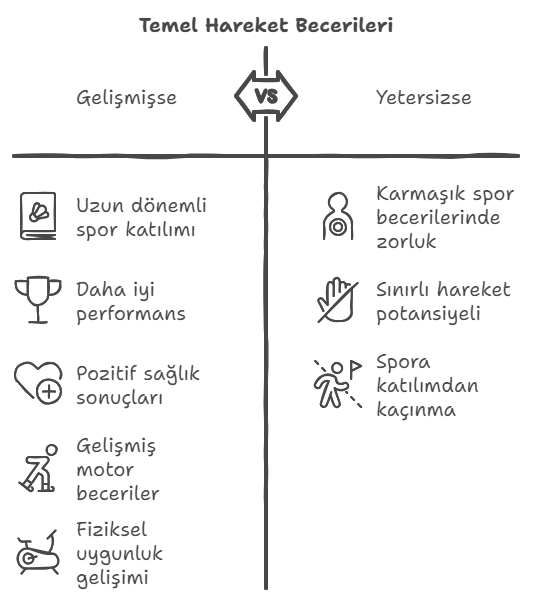 Temel Hareket Becerileri
Gelişmişse
VS
Yetersizse
Uzun dönemli
spor katılımı
Daha iyi
performans
Pozitif sağlık
sonuçları
Gelişmiş
motor
beceriler
Fiziksel
uygunluk
gelişimi
Karmaşık spor
becerilerinde
zorluk
Sınırlı hareket
potansiyeli
Spora
katılımdan
kaçınma